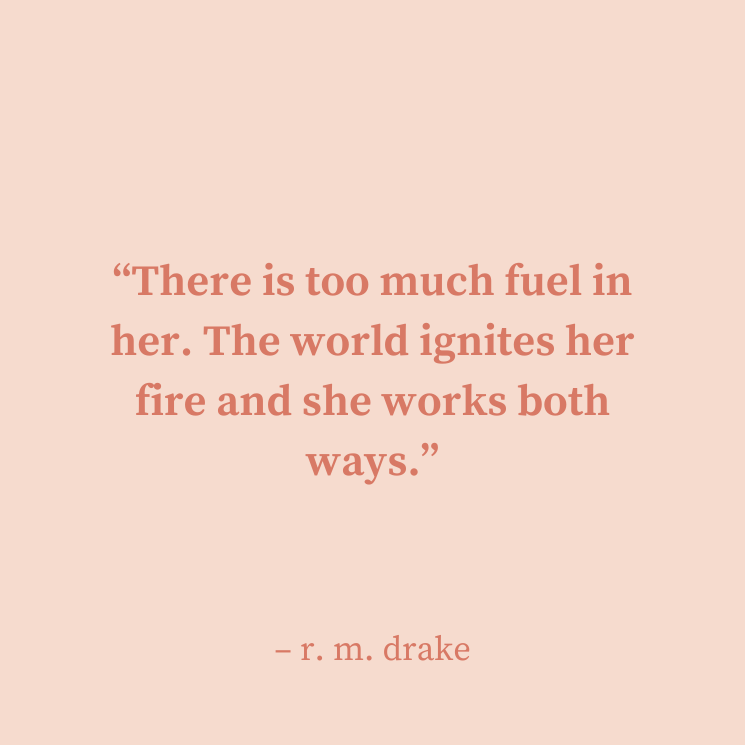 “There is too much fuel in
her. The world ignites her
fire and she works both
ways.”
– r. m. drake